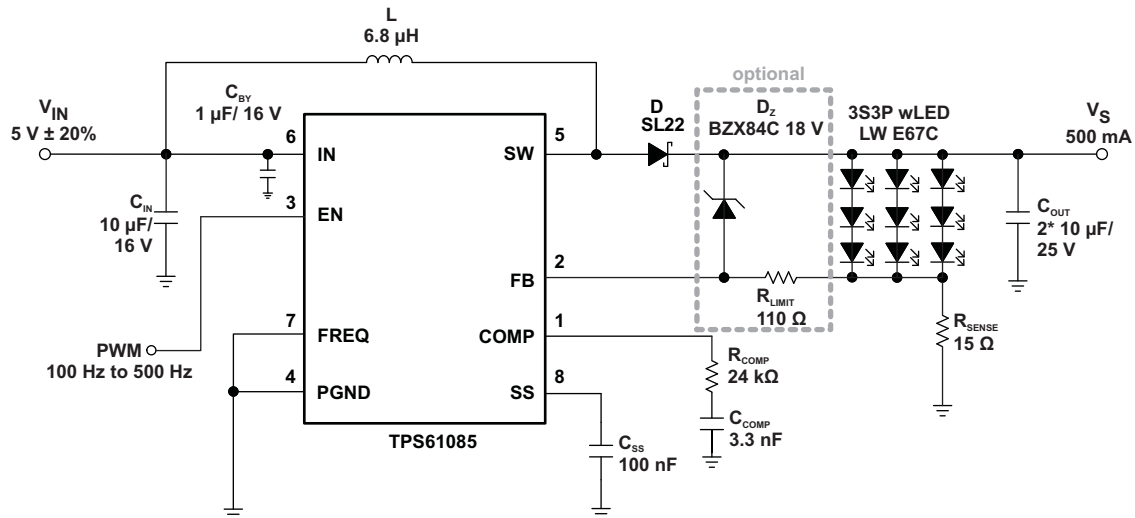 L
6.8 µH
optional
V_IN
5 V ± 20%
C_BY
1 µF/ 16 V
6
IN
5
SW
D
SL22
D_Z
BZX84C 18 V
3S3P wLED
LW E67C
V_S
500 mA
C_IN
10 µF/
16 V
3
EN
C_OUT
2* 10 µF/
25 V
2
FB
R_LIMIT
110 Ω
R_SENSE
15 Ω
7
FREQ
1
COMP
PWM
100 Hz to 500 Hz
4
PGND
8
SS
R_COMP
24 kΩ
C_COMP
3.3 nF
TPS61085
C_SS
100 nF